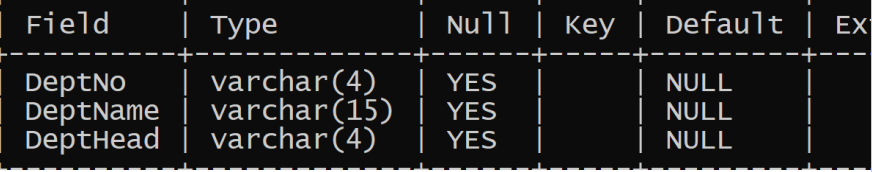 | Field | Type | Null | Key | Default | Ex
| DeptNo | varchar(4) | YES | | NULL |
| DeptName | varchar(15) | YES | | NULL |
| DeptHead | varchar(4) | YES | | NULL |